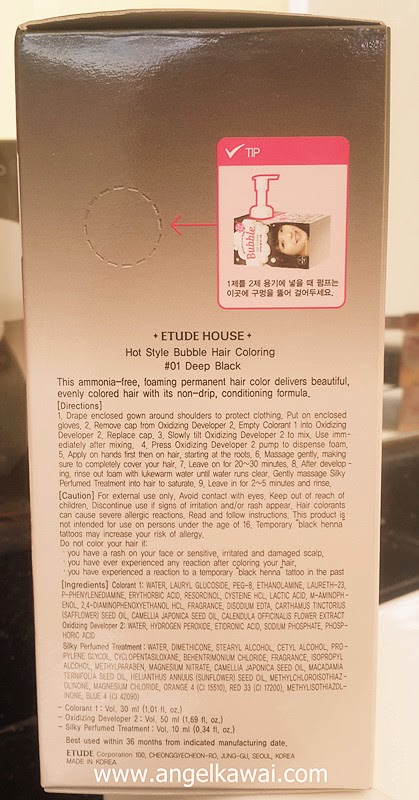 TIP
Bubble
1제를 2제 용기에 넣을 때 펌프는
이곳에 구멍을 뚫어 걸어두세요.
ETUDE HOUSE
Hot Style Bubble Hair Coloring
#01 Deep Black
This ammonia-free, foaming permanent hair color delivers beautiful,
evenly colored hair with its non-drip, conditioning formula.
[Directions]
1, Drape enclosed gown around shoulders to protect clothing, Put on enclosed
gloves, 2, Remove cap from Oxidizing Developer 2, Empty Colorant 1 into Oxidizing
Developer 2, Replace cap, 3, Slowly tilt Oxidizing Developer 2 to mix, Use imm-
ediately after mixing, 4, Press Oxidizing Developer 2 pump to dispense foam,
5, Apply on hands first then on hair, starting at the roots, 6, Massage gently, making
sure to completely cover your hair, 7, Leave on for 20~30 minutes, 8, After develop-
ing, rinse out foam with lukewarm water until water runs clear, Gently massage Silky
Perfumed Treatment into hair to saturate, 9, Leave in for 2~5 minutes and rinse,
[Caution] For external use only, Avoid contact with eyes, Keep out of reach of
children, Discontinue use if signs of irritation and/or rash appear, Hair colorants
can cause severe allergic reactions, Read and follow instructions, This product is
not intended for use on persons under the age of 16, Temporary "black henna"
tattoos may increase your risk of allergy,
Do not color your hair if:
· you have a rash on your face or sensitive, irritated and damaged scalp,
· you have ever experienced any reaction after coloring your hair,
· you have experienced a reaction to a temporary "black henna" tattoo in the past
[Ingredients] Colorant 1: WATER, LAURYL GLUCOSIDE, PEG-8, ETHANOLAMINE, LAURETH-23,
P-PHENYLENEDIAMINE, ERYTHORBIC ACID, RESORCINOL, CYSTEINE HCL, LACTIC ACID, M-AMINOPH-
ENOL, 2,4-DIAMINOPHENOXYETHANOL HCL, FRAGRANCE, DISODIUM EDTA, CARTHAMUS TINCTORIUS
(SAFFLOWER) SEED OIL, CAMELLIA JAPONICA SEED OIL, CALENDULA OFFICINALIS FLOWER EXTRACT
Oxidizing Developer 2: WATER, HYDROGEN PEROXIDE, ETIDRONIC ACID, SODIUM PHOSPHATE, PHOSP-
HORIC ACID
Silky Perfumed Treatment: WATER, DIMETHICONE, STEARYL ALCOHOL, CETYL ALCOHOL, PRO-
PYLENE GLYCOL, CYCLOPENTASILOXANE, BEHENTRIMONIUM CHLORIDE, FRAGRANCE, ISOPROPYL
ALCOHOL, METHYLPARABEN, MAGNESIUM NITRATE, CAMELLIA JAPONICA SEED OIL, MACADAMIA
TERNIFOLIA SEED OIL, HELIANTHUS ANNUUS (SUNFLOWER) SEED OIL, METHYLCHLOROISOTHIAZ-
OLINONE, MAGNESIUM CHLORIDE, ORANGE 4 (CI 15510), RED 33 (CI 17200), METHYLISOTHIAZOL-
INONE, BLUE 4 (CI 42090)
- Colorant 1: Vol, 30 ml (1,01 fl, oz,)
- Oxidizing Developer 2: Vol, 50 ml (1,69 fl, oz,)
- Silky Perfumed Treatment: Vol, 10 ml (0,34 fl, oz,)
Best used within 36 months from indicated manufacturing date,
ETUDE Corporation 100, CHEONGGYECHEON-RO, JUNG-GU, SEOUL, KOREA
MADE IN KOREA
www.angelkawai.com